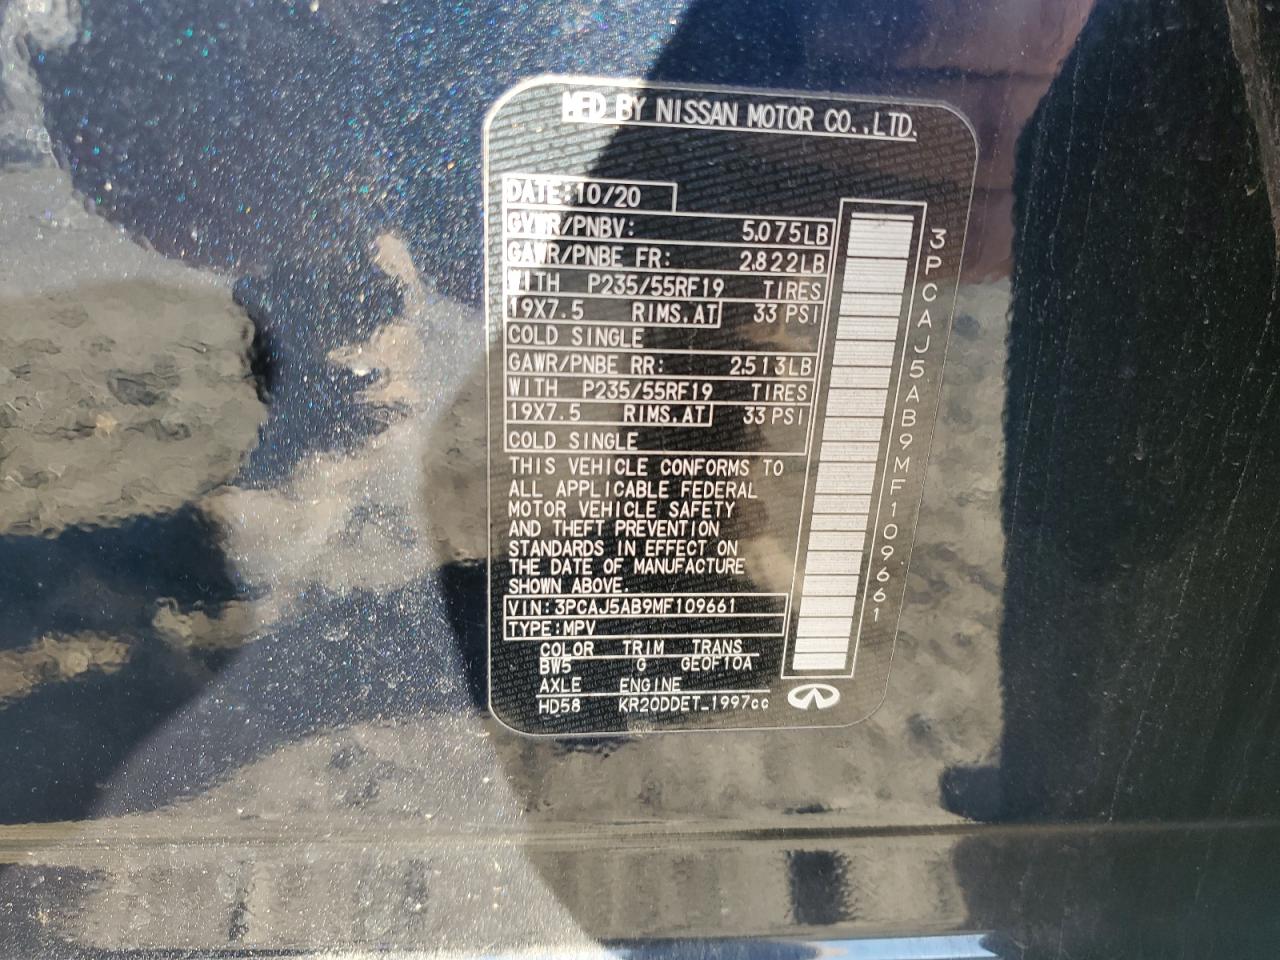 MFD BY NISSAN MOTOR CO.,LTD.
DATE:10/20
GVWR/PNBV: 5,075LB
GAWR/PNBE FR: 2,822LB
WITH P235/55RF19 TIRES
19X7.5 RIMS,AT 33 PSI
COLD SINGLE
GAWR/PNBE RR: 2,513LB
WITH P235/55RF19 TIRES
19X7.5 RIMS,AT 33 PSI
COLD SINGLE
THIS VEHICLE CONFORMS TO
ALL APPLICABLE FEDERAL
MOTOR VEHICLE SAFETY
AND THEFT PREVENTION
STANDARDS IN EFFECT ON
THE DATE OF MANUFACTURE
SHOWN ABOVE.
VIN:3PCAJ5AB9MF109661
TYPE:MPV
COLOR TRIM TRANS
BW5 G GE0F10A
AXLE ENGINE
HD58 KR20DDET_1997cc
3PCAJ5AB9MF109661